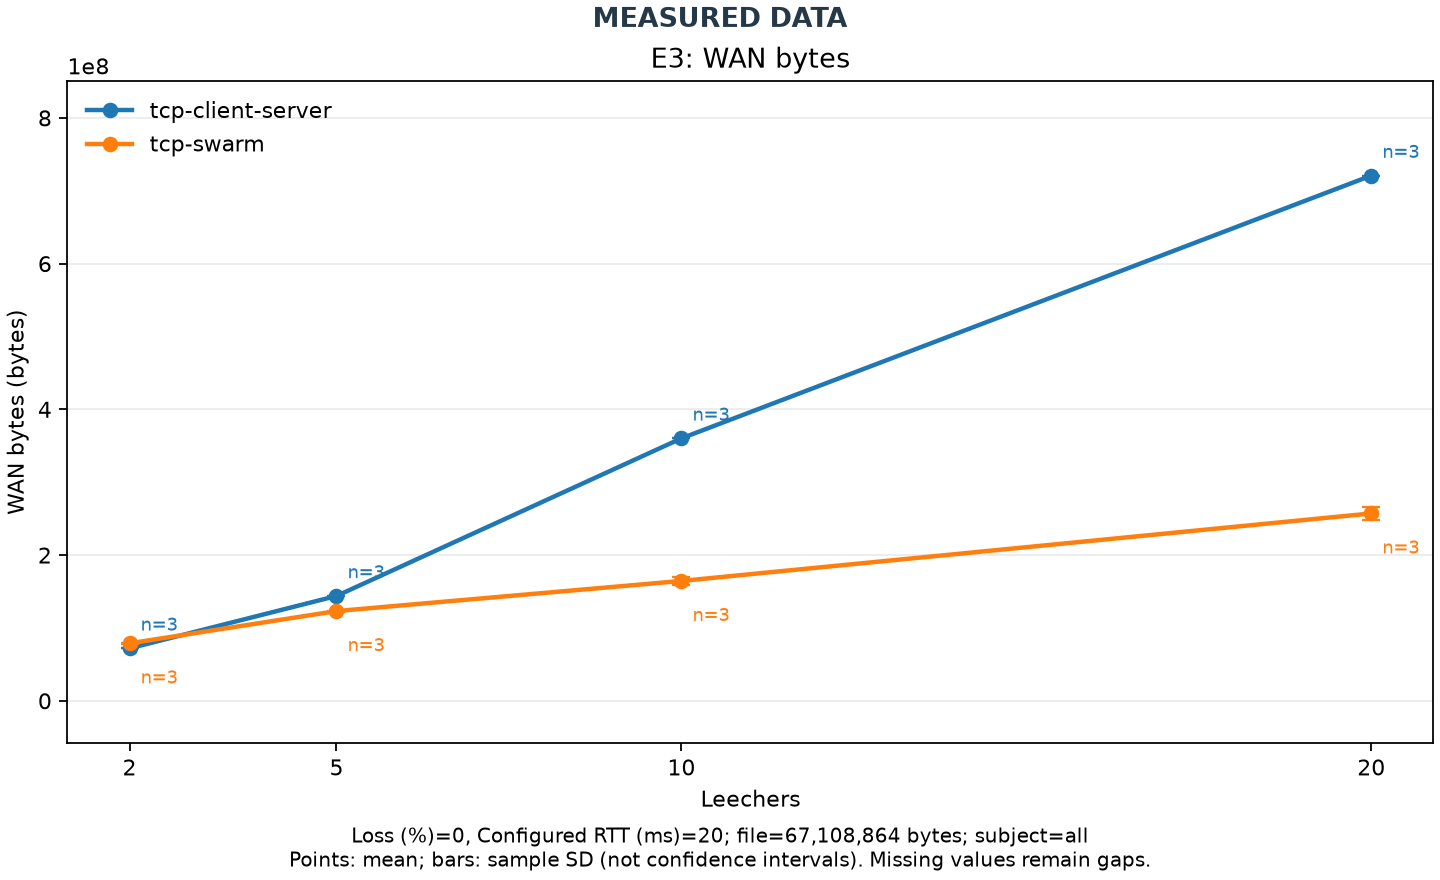 MEASURED DATA
E3: WAN bytes
1e8
tcp-client-server
tcp-swarm
WAN bytes (bytes)
8
6
4
2
0
n=3
n=3
n=3
n=3
n=3
n=3
n=3
n=3
2
5
10
20
Leechers
Loss (%)=0, Configured RTT (ms)=20; file=67,108,864 bytes; subject=all
Points: mean; bars: sample SD (not confidence intervals). Missing values remain gaps.